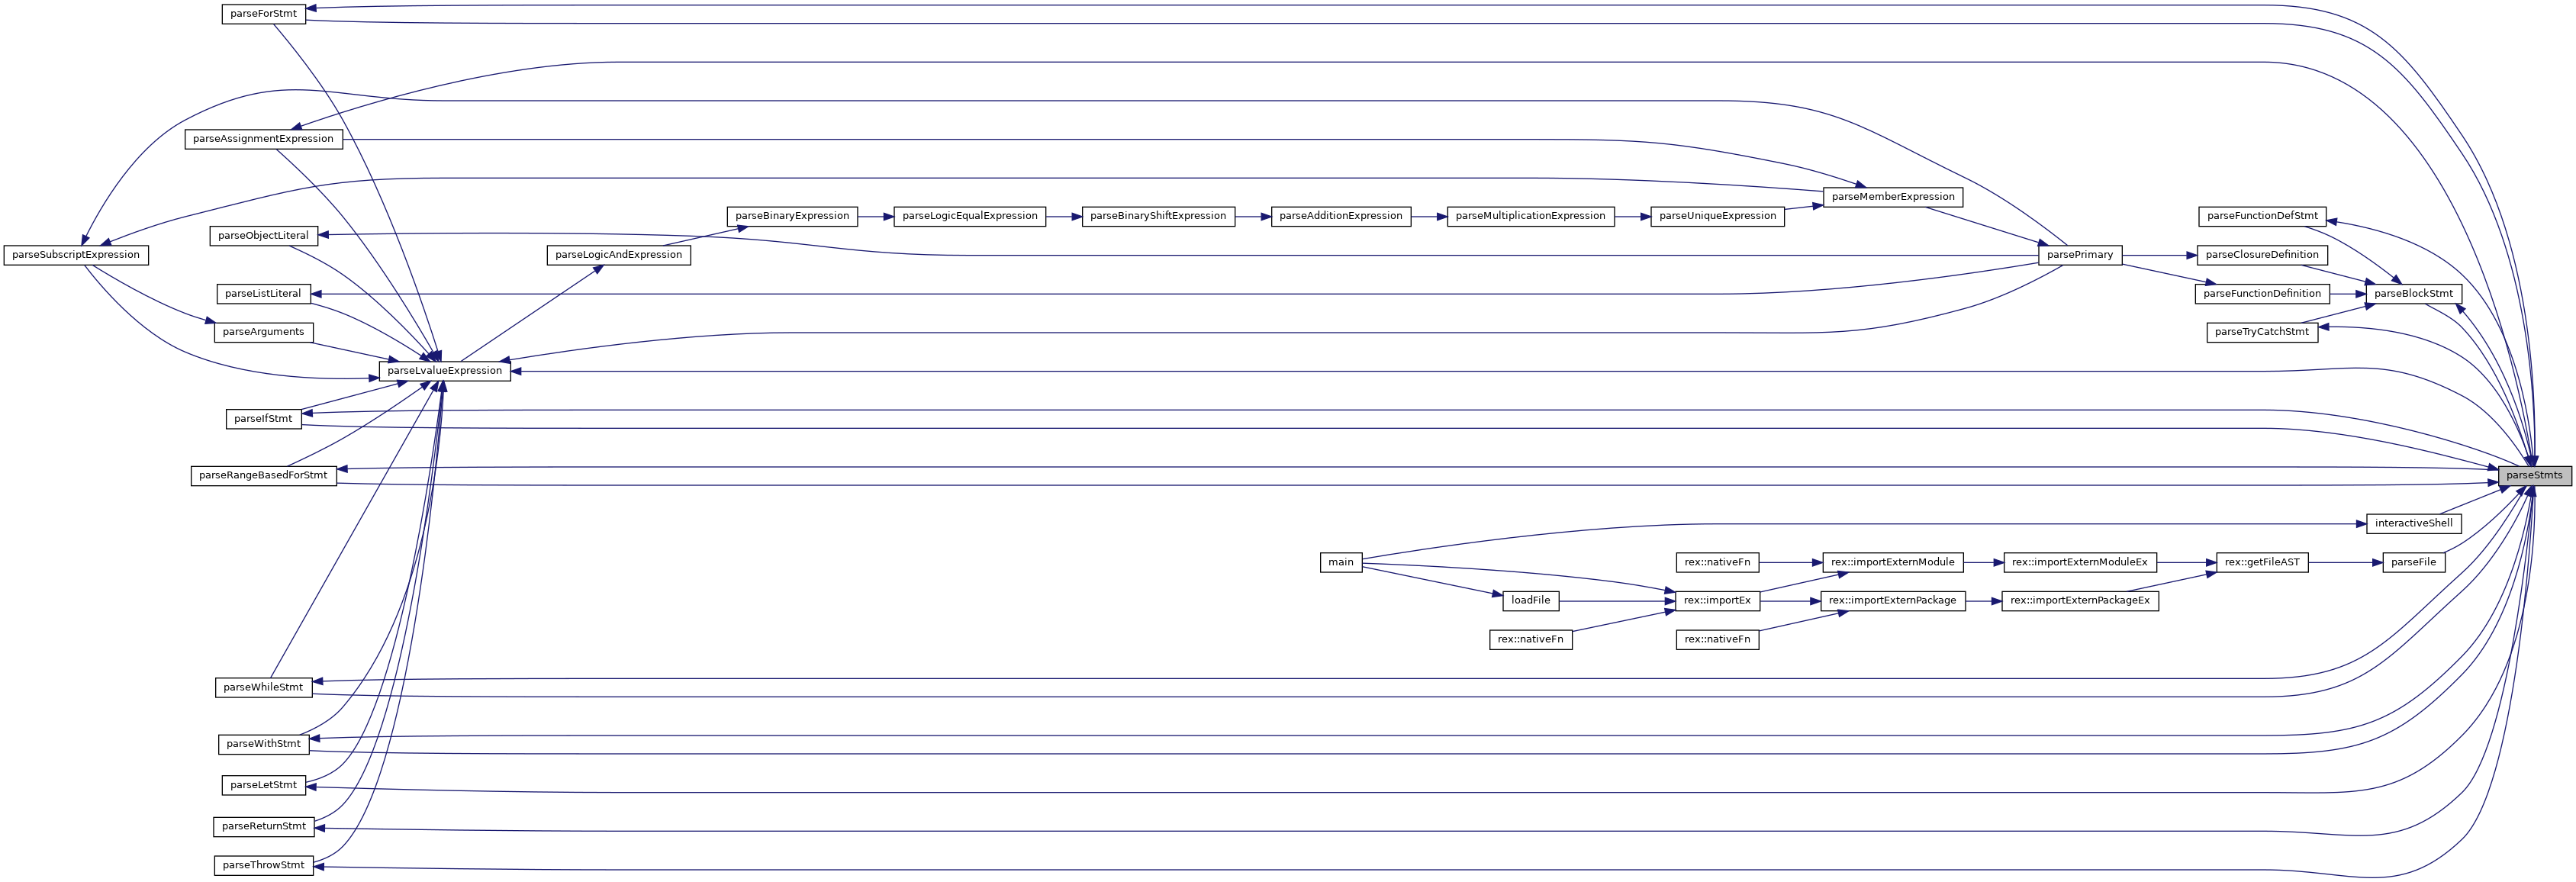 parseForStmt
parseAssignmentExpression
parseMemberExpression
parseBinaryExpression
parseLogicEqualExpression
parseBinaryShiftExpression
parseAdditionExpression
parseMultiplicationExpression
parseUniqueExpression
parseFunctionDefStmt
parseObjectLiteral
parseSubscriptExpression
parseLogicAndExpression
parsePrimary
parseClosureDefinition
parseListLiteral
parseFunctionDefinition
parseBlockStmt
parseArguments
parseTryCatchStmt
parseLvalueExpression
parseIfStmt
parseRangeBasedForStmt
parseStmts
interactiveShell
main
rex::nativeFn
rex::importExternModule
rex::importExternModuleEx
rex::getFileAST
parseFile
loadFile
rex::importEx
rex::importExternPackage
rex::importExternPackageEx
rex::nativeFn
rex::nativeFn
parseWhileStmt
parseWithStmt
parseLetStmt
parseReturnStmt
parseThrowStmt